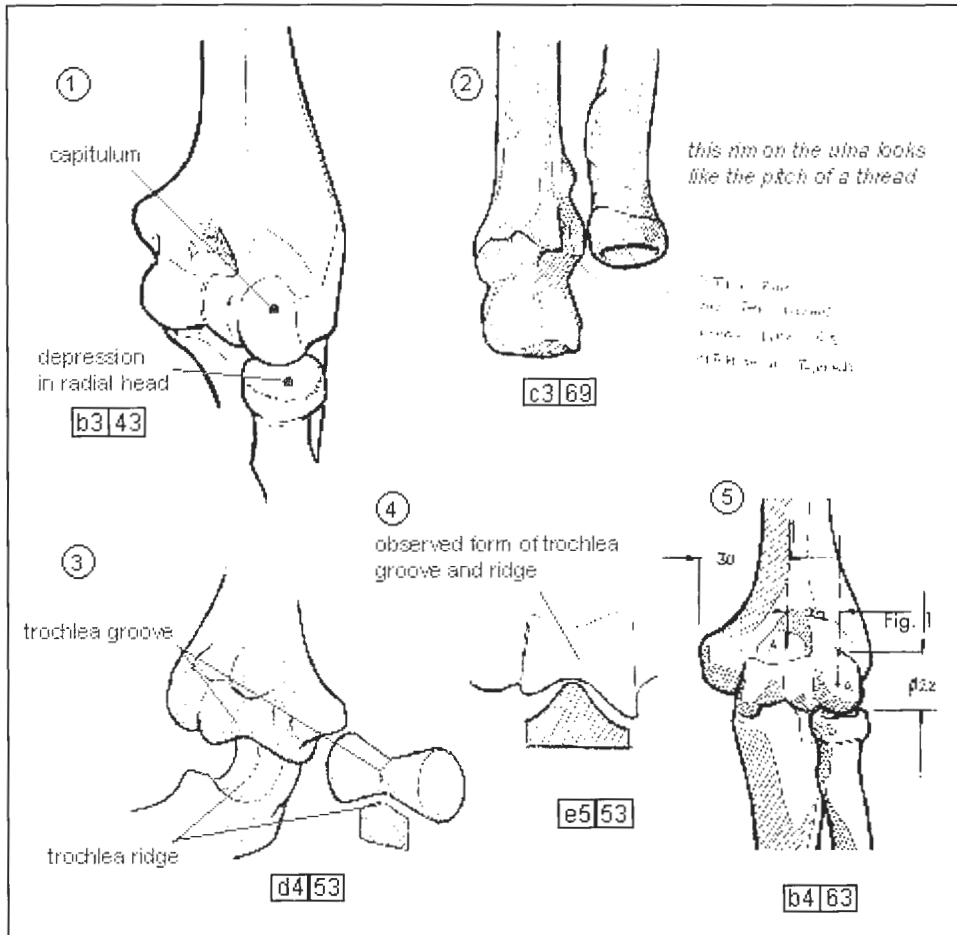 1
capitulum
depression
in radial head
b3 43
2
this rim on the ulna looks
like the pitch of a thread
c3 69
3
trochlea groove
trochlea ridge
d4 53
4
observed form of trochlea
groove and ridge
e5 53
5
30
Fig. 1
A
b4 63